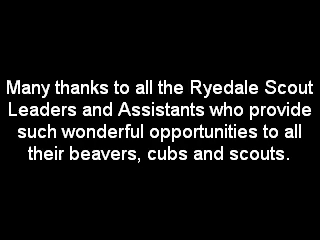 Many thanks to all the Ryedale Scout
Leaders and Assistants who provide
such wonderful opportunities to all
their beavers, cubs and scouts.